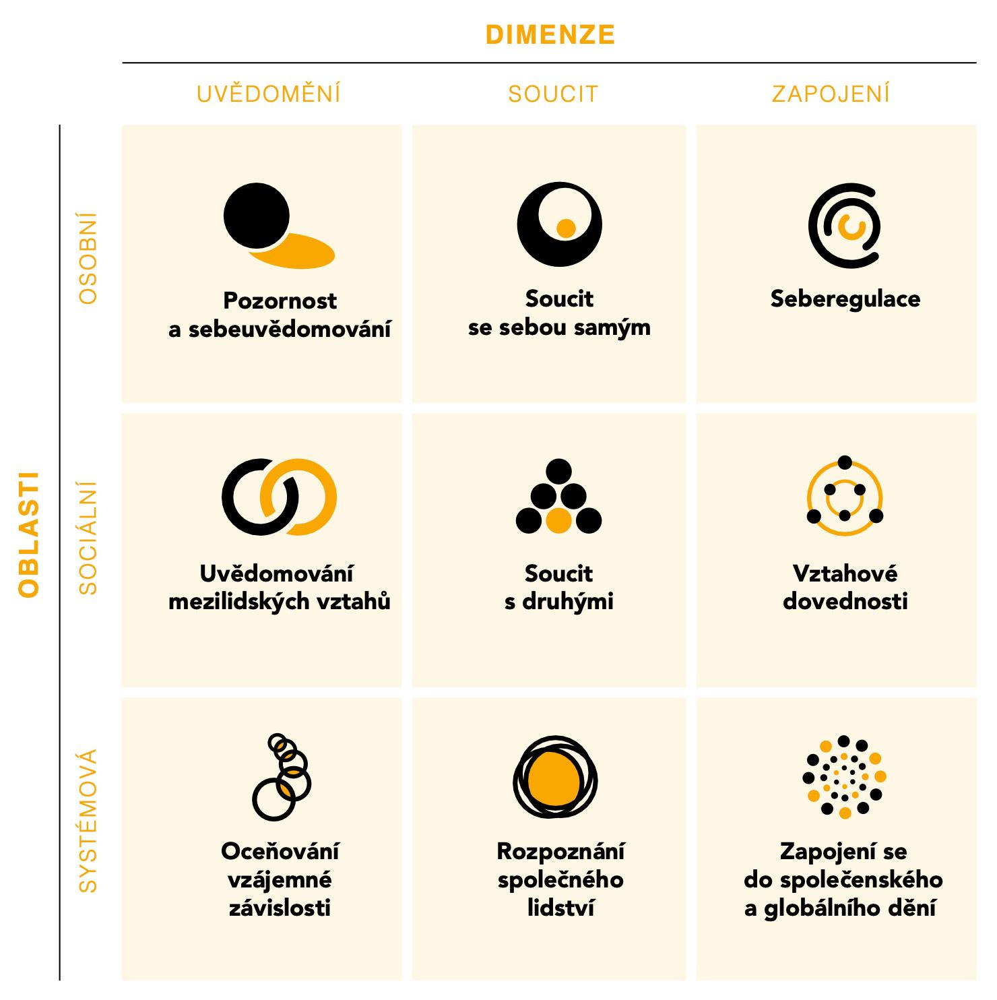 DIMENZE
UVĚDOMĚNÍ
SOUCIT
ZAPOJENÍ
OBLASTI
OSOBNÍ
Pozornost
a sebeuvědomování
Soucit
se sebou samým
Seberegulace
SOCIÁLNÍ
Uvědomování
mezilidských vztahů
Soucit
s druhými
Vztahové
dovednosti
SYSTÉMOVÁ
Oceňování
vzájemné
závislosti
Rozpoznání
společného
lidství
Zapojení se
do společenského
a globálního dění